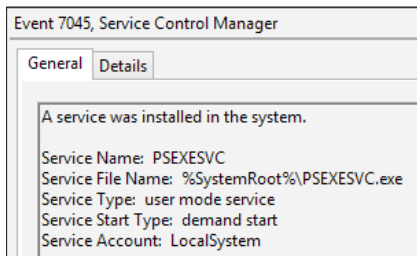 Event 7045, Service Control Manager
General Details
A service was installed in the system.
Service Name:  PSEXESVC
Service File Name:  %SystemRoot%\PSEXESVC.exe
Service Type:  user mode service
Service Start Type:  demand start
Service Account:  LocalSystem